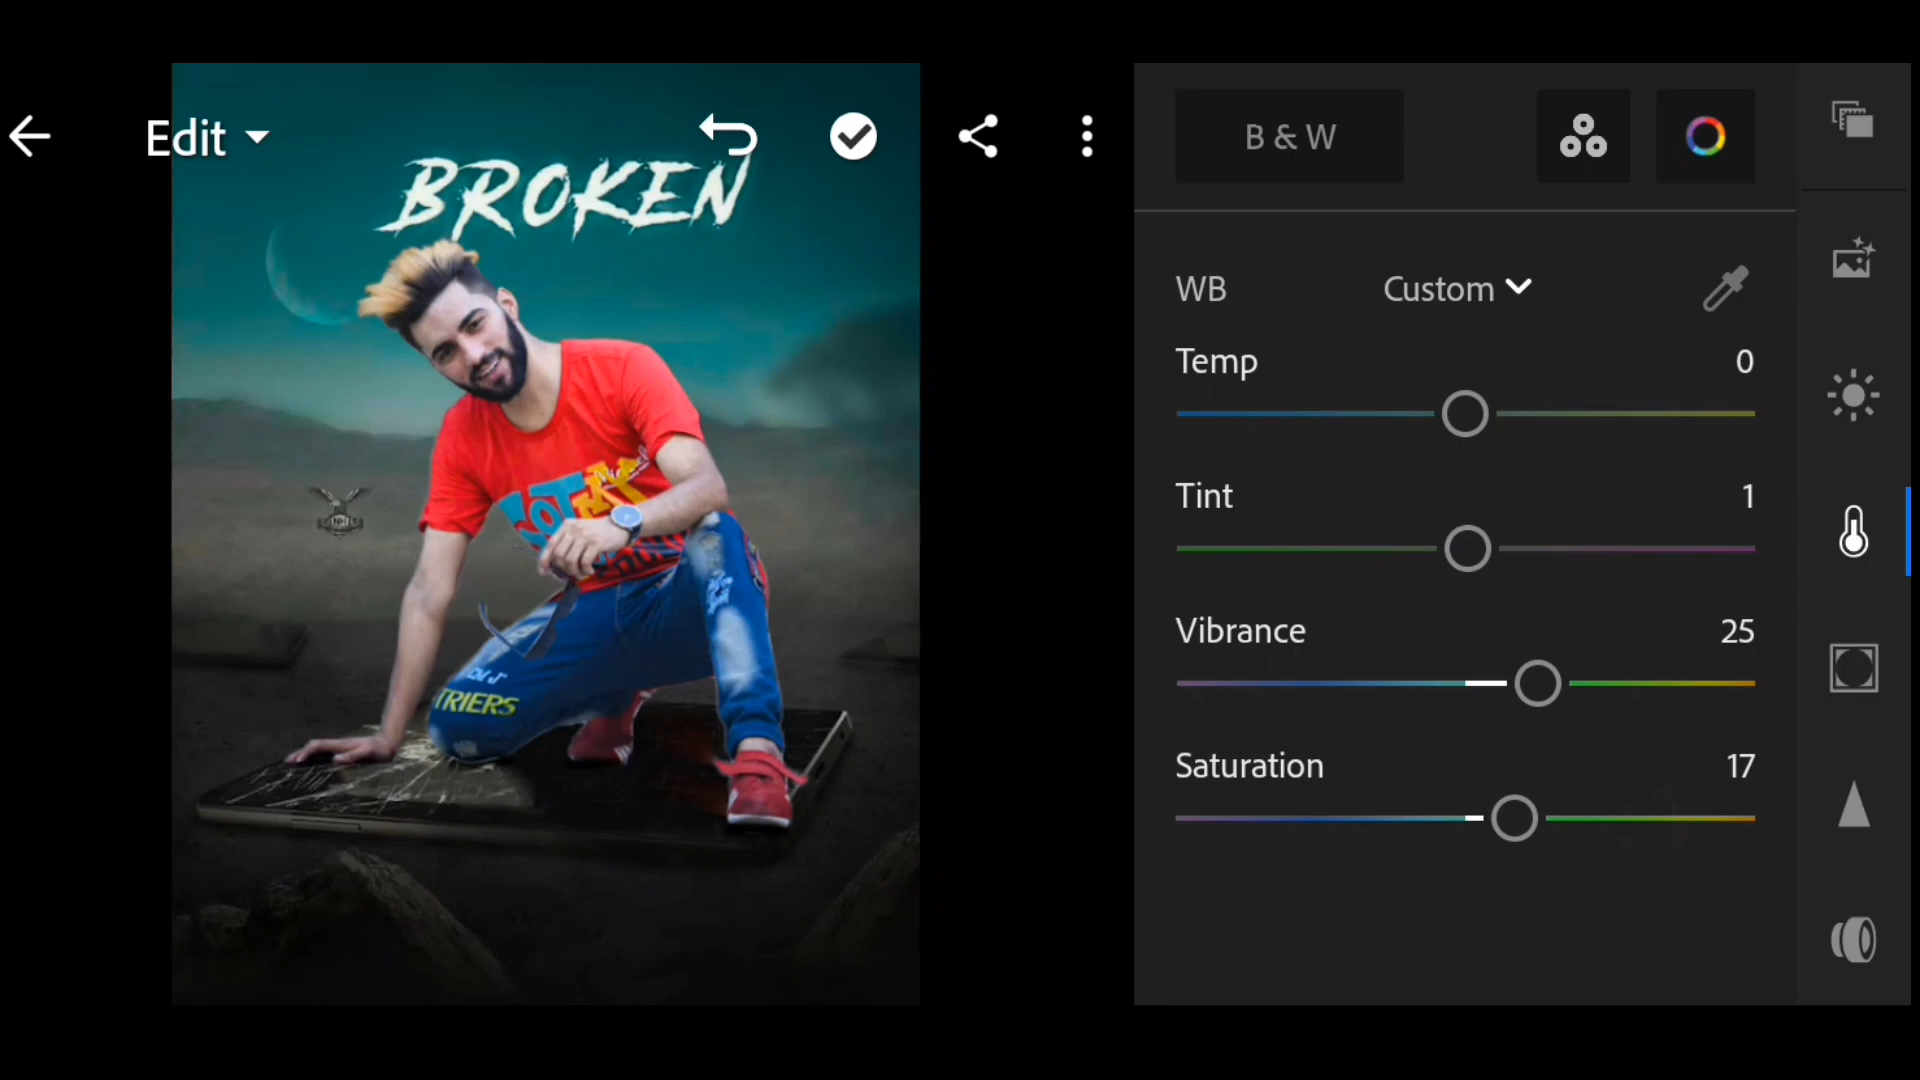 Edit
B & W
BROKEN
WB Custom
Temp 0
Tint 1
Vibrance 25
Saturation 17
TRIERS